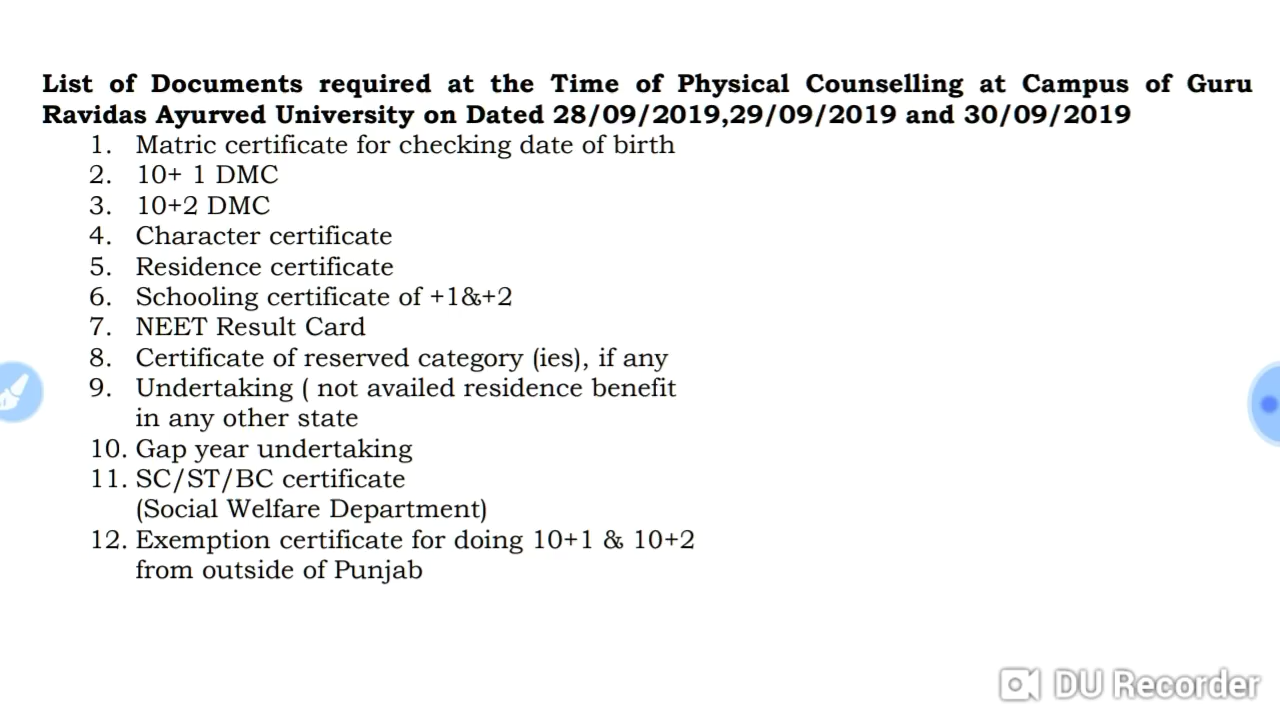 List of Documents required at the Time of Physical Counselling at Campus of Guru
Ravidas Ayurved University on Dated 28/09/2019,29/09/2019 and 30/09/2019
1. Matric certificate for checking date of birth
2. 10+ 1 DMC
3. 10+2 DMC
4. Character certificate
5. Residence certificate
6. Schooling certificate of +1&+2
7. NEET Result Card
8. Certificate of reserved category (ies), if any
9. Undertaking ( not availed residence benefit
in any other state
10. Gap year undertaking
11. SC/ST/BC certificate
(Social Welfare Department)
12. Exemption certificate for doing 10+1 & 10+2
from outside of Punjab
DU Recorder